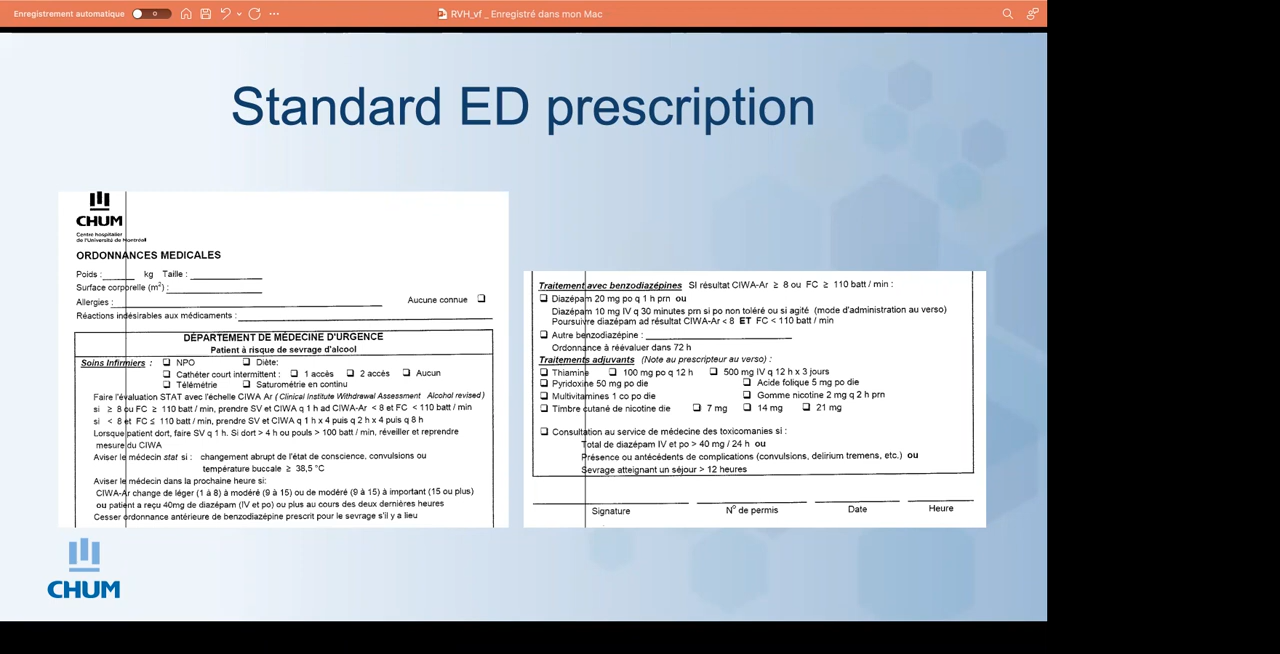 Enregistrement automatique
RVH_vf _ Enregistré dans mon Mac
Standard ED prescription
CHUM
Centre hospitalier
de l'Université de Montréal
ORDONNANCES MEDICALES
Poids : ______ kg Taille : ______________
Surface corporelle (m²) : ______________
Allergies : ______________ Aucune connue ❑
Réactions indésirables aux médicaments : ______________
DÉPARTEMENT DE MÉDECINE D'URGENCE
Patient à risque de sevrage d'alcool
Soins Infirmiers : ❑ NPO ❑ Diète:
❑ Cathéter court intermittent : ❑ 1 accès ❑ 2 accès ❑ Aucun
❑ Télémétrie ❑ Saturométrie en continu
Faire l'évaluation STAT avec l'échelle CIWA Ar ( Clinical Institute Withdrawal Assessment Alcohol revised )
si ≥ 8 ou FC ≥ 110 batt / min, prendre SV et CIWA q 1 h ad CIWA-Ar < 8 et FC < 110 batt / min
si < 8 et FC ≤ 110 batt / min, prendre SV et CIWA q 1 h x 4 puis q 2 h x 4 puis q 8 h
Lorsque patient dort, faire SV q 1 h. Si dort > 4 h ou pouls > 100 batt / min, réveiller et reprendre
mesure du CIWA
Aviser le médecin stat si : changement abrupt de l'état de conscience, convulsions ou
température buccale ≥ 38,5 °C
Aviser le médecin dans la prochaine heure si:
CIWA-Ar change de léger (1 à 8) à modéré (9 à 15) ou de modéré (9 à 15) à important (15 ou plus)
ou patient a reçu 40mg de diazépam (IV et po) ou plus au cours des deux dernières heures
Cesser ordonnance antérieure de benzodiazépine prescrit pour le sevrage s'il y a lieu
Traitement avec benzodiazépines SI résultat CIWA-Ar ≥ 8 ou FC ≥ 110 batt / min :
❑ Diazépam 20 mg po q 1 h prn ou
Diazépam 10 mg IV q 30 minutes prn si po non toléré ou si agité (mode d'administration au verso)
Poursuivre diazépam ad résultat CIWA-Ar < 8 ET FC < 110 batt / min
❑ Autre benzodiazépine : ______________
Ordonnance à réévaluer dans 72 h
Traitements adjuvants (Note au prescripteur au verso) :
❑ Thiamine ❑ 100 mg po q 12 h ❑ 500 mg IV q 12 h x 3 jours
❑ Pyridoxine 50 mg po die ❑ Acide folique 5 mg po die
❑ Multivitamines 1 co po die ❑ Gomme nicotine 2 mg q 2 h prn
❑ Timbre cutané de nicotine die ❑ 7 mg ❑ 14 mg ❑ 21 mg
❑ Consultation au service de médecine des toxicomanies si :
Total de diazépam IV et po > 40 mg / 24 h ou
Présence ou antécédents de complications (convulsions, delirium tremens, etc.) ou
Sevrage atteignant un séjour > 12 heures
Signature N° de permis Date Heure
CHUM